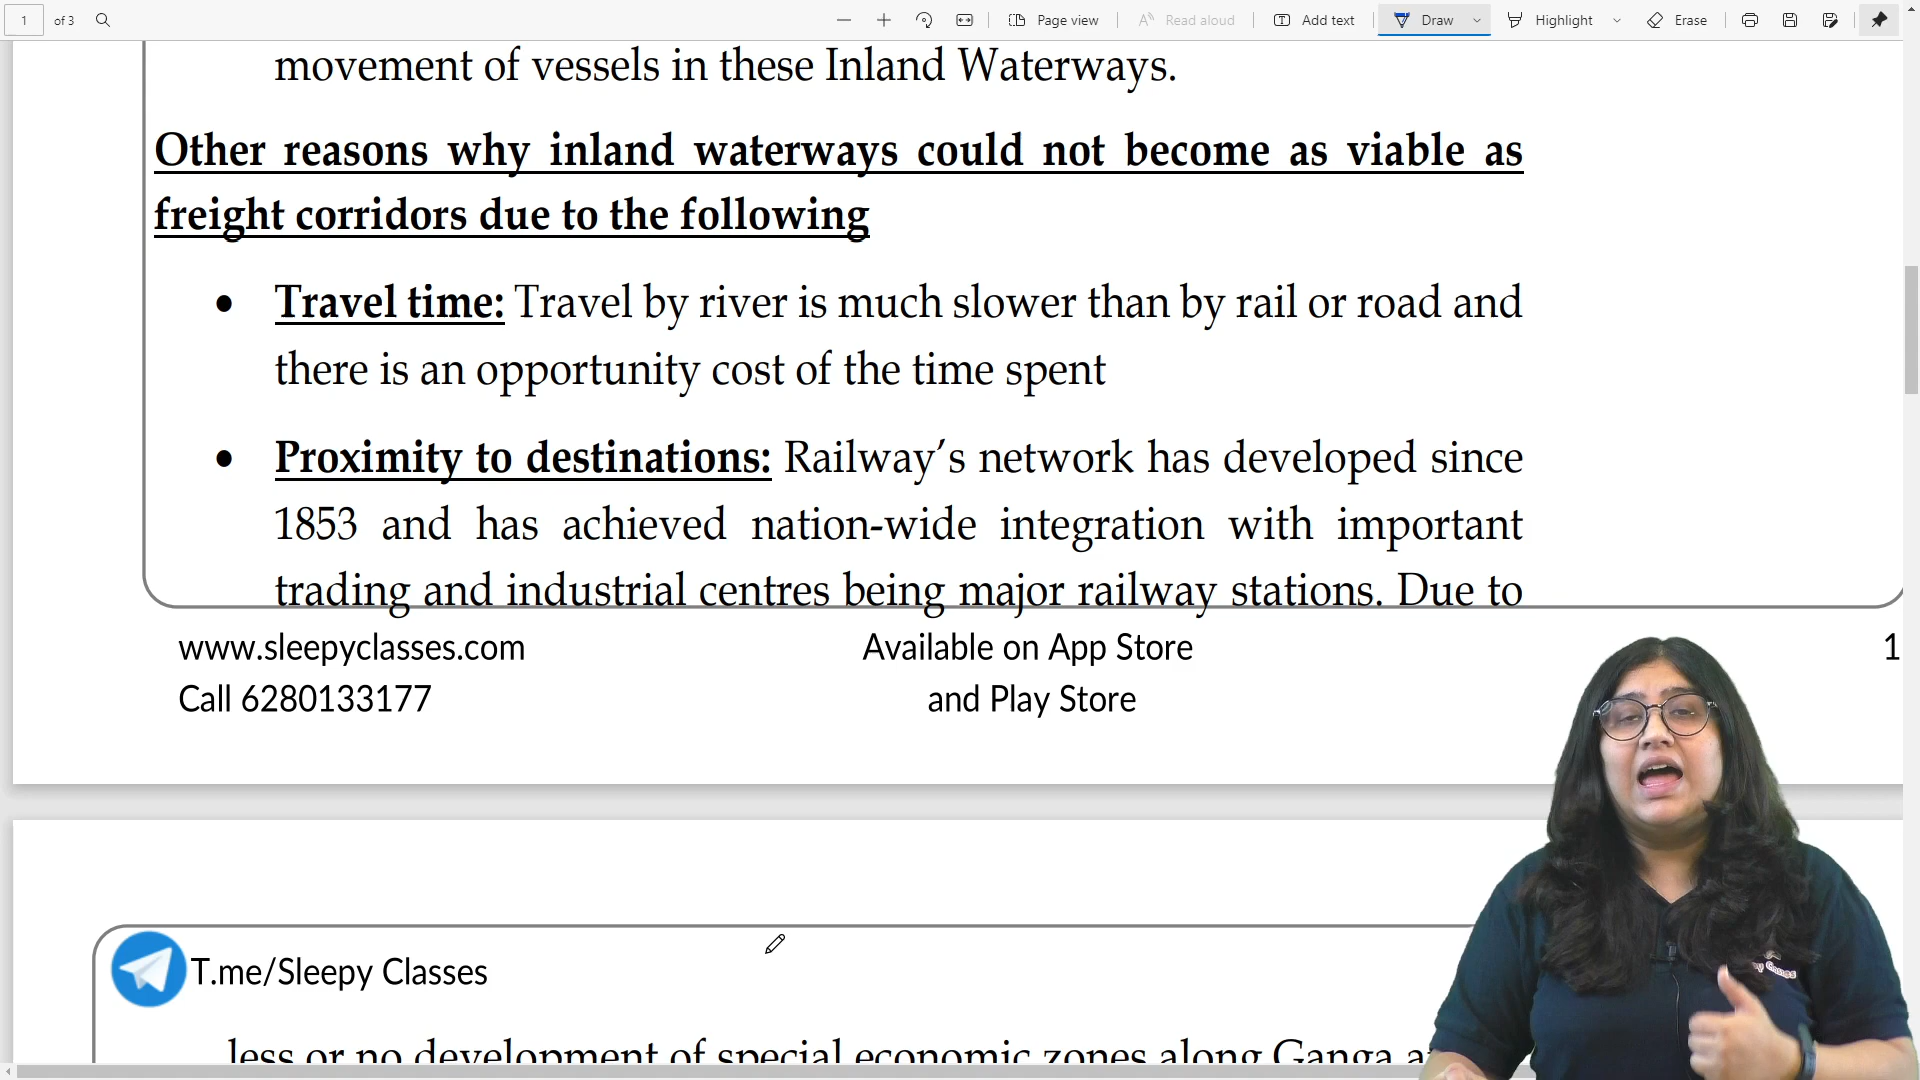 1 of 3 Page view Read aloud Add text Draw Highlight Erase
movement of vessels in these Inland Waterways.
Other reasons why inland waterways could not become as viable as
freight corridors due to the following
• Travel time: Travel by river is much slower than by rail or road and
there is an opportunity cost of the time spent
• Proximity to destinations: Railway’s network has developed since
1853 and has achieved nation-wide integration with important
trading and industrial centres being major railway stations. Due to
www.sleepyclasses.com
Call 6280133177
Available on App Store
and Play Store
1
T.me/Sleepy Classes
less or no development of special economic zones along Ganga